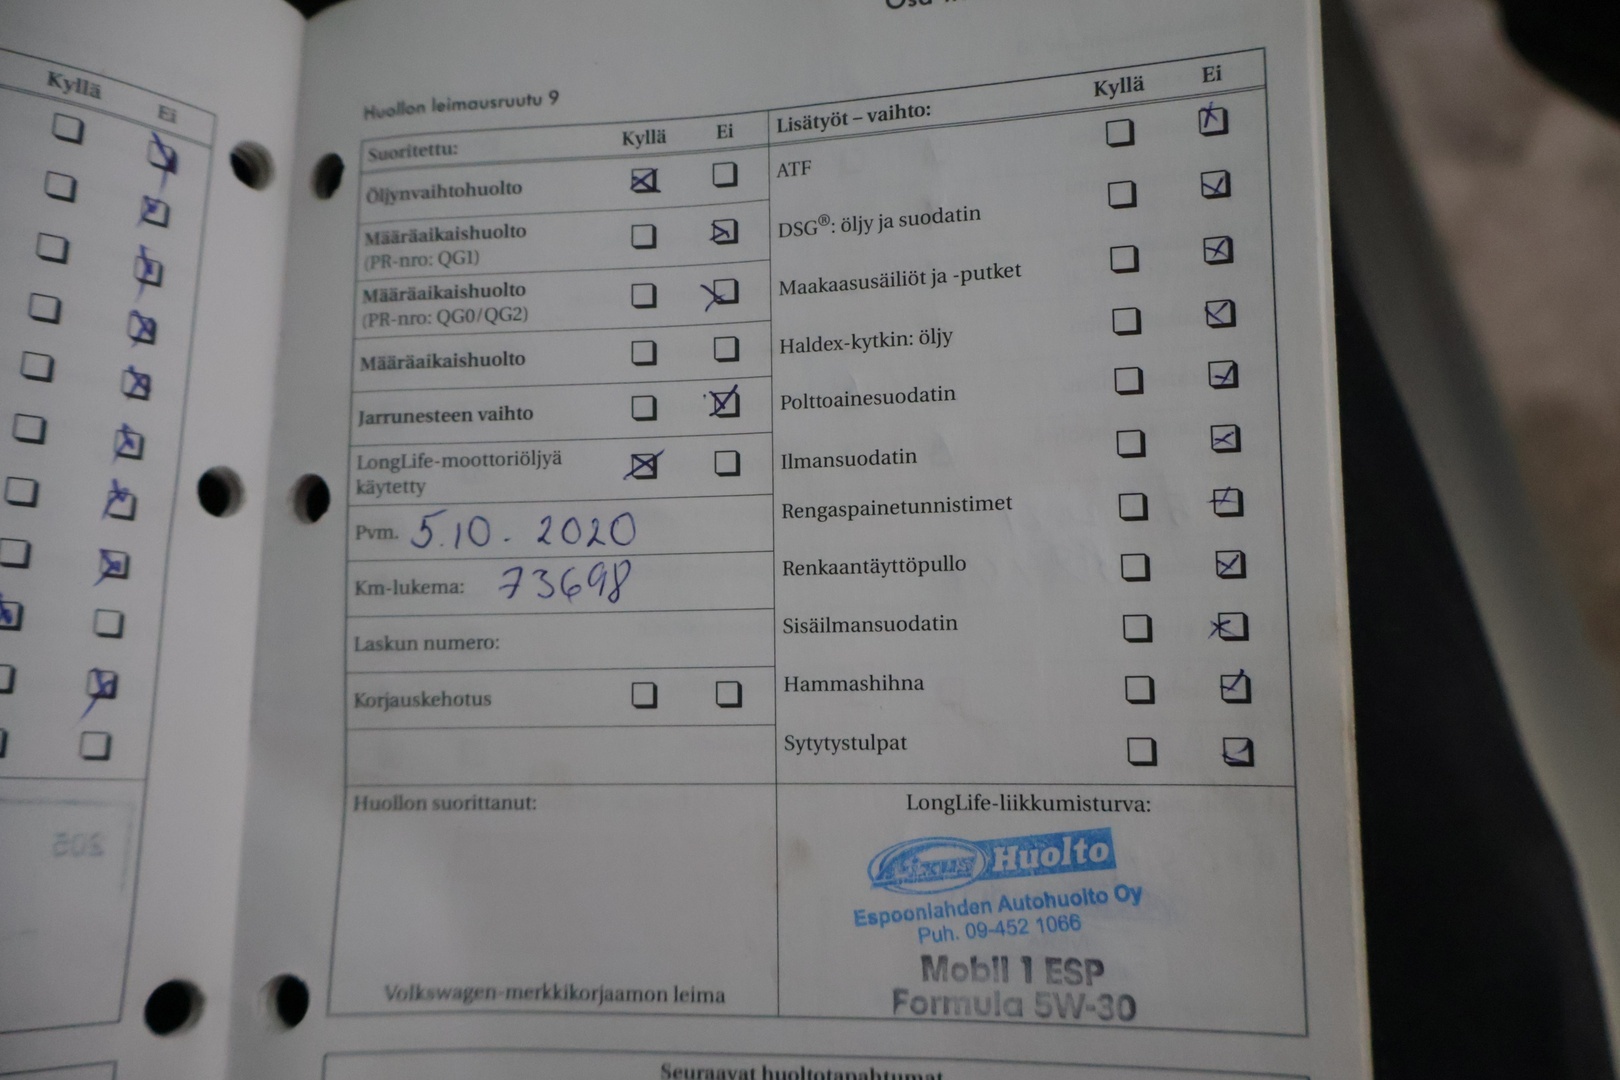 Kyllä Ei
Huollon leimausruutu 9
Suoritettu: Kyllä Ei
Öljynvaihtohuolto
Määräaikaishuolto
(PR-nro: QG1)
Määräaikaishuolto
(PR-nro: QG0/QG2)
Määräaikaishuolto
Jarrunesteen vaihto
LongLife-moottoriöljyä
käytetty
Pvm. 5.10. 2020
Km-lukema: 73698
Laskun numero:
Korjauskehotus
Huollon suorittanut:
Volkswagen-merkkikorjaamon leima
Lisätyöt – vaihto: Kyllä Ei
ATF
DSG®: öljy ja suodatin
Maakaasusäiliöt ja -putket
Haldex-kytkin: öljy
Polttoainesuodatin
Ilmansuodatin
Rengaspainetunnistimet
Renkaantäyttöpullo
Sisäilmansuodatin
Hammashihna
Sytytystulpat
LongLife-liikkumisturva:
Fixus Huolto
Espoonlahden Autohuolto Oy
Puh. 09-452 1066
Mobil 1 ESP
Formula 5W-30
Seuraavat huoltotapahtumat